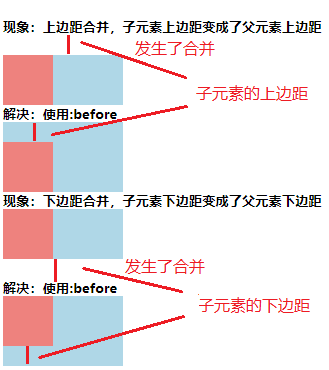 现象：上边距合并，子元素上边距变成了父元素上边距
发生了合并
子元素的上边距
解决：使用:before
现象：下边距合并，子元素下边距变成了父元素下边距
发生了合并
解决：使用:before
子元素的下边距